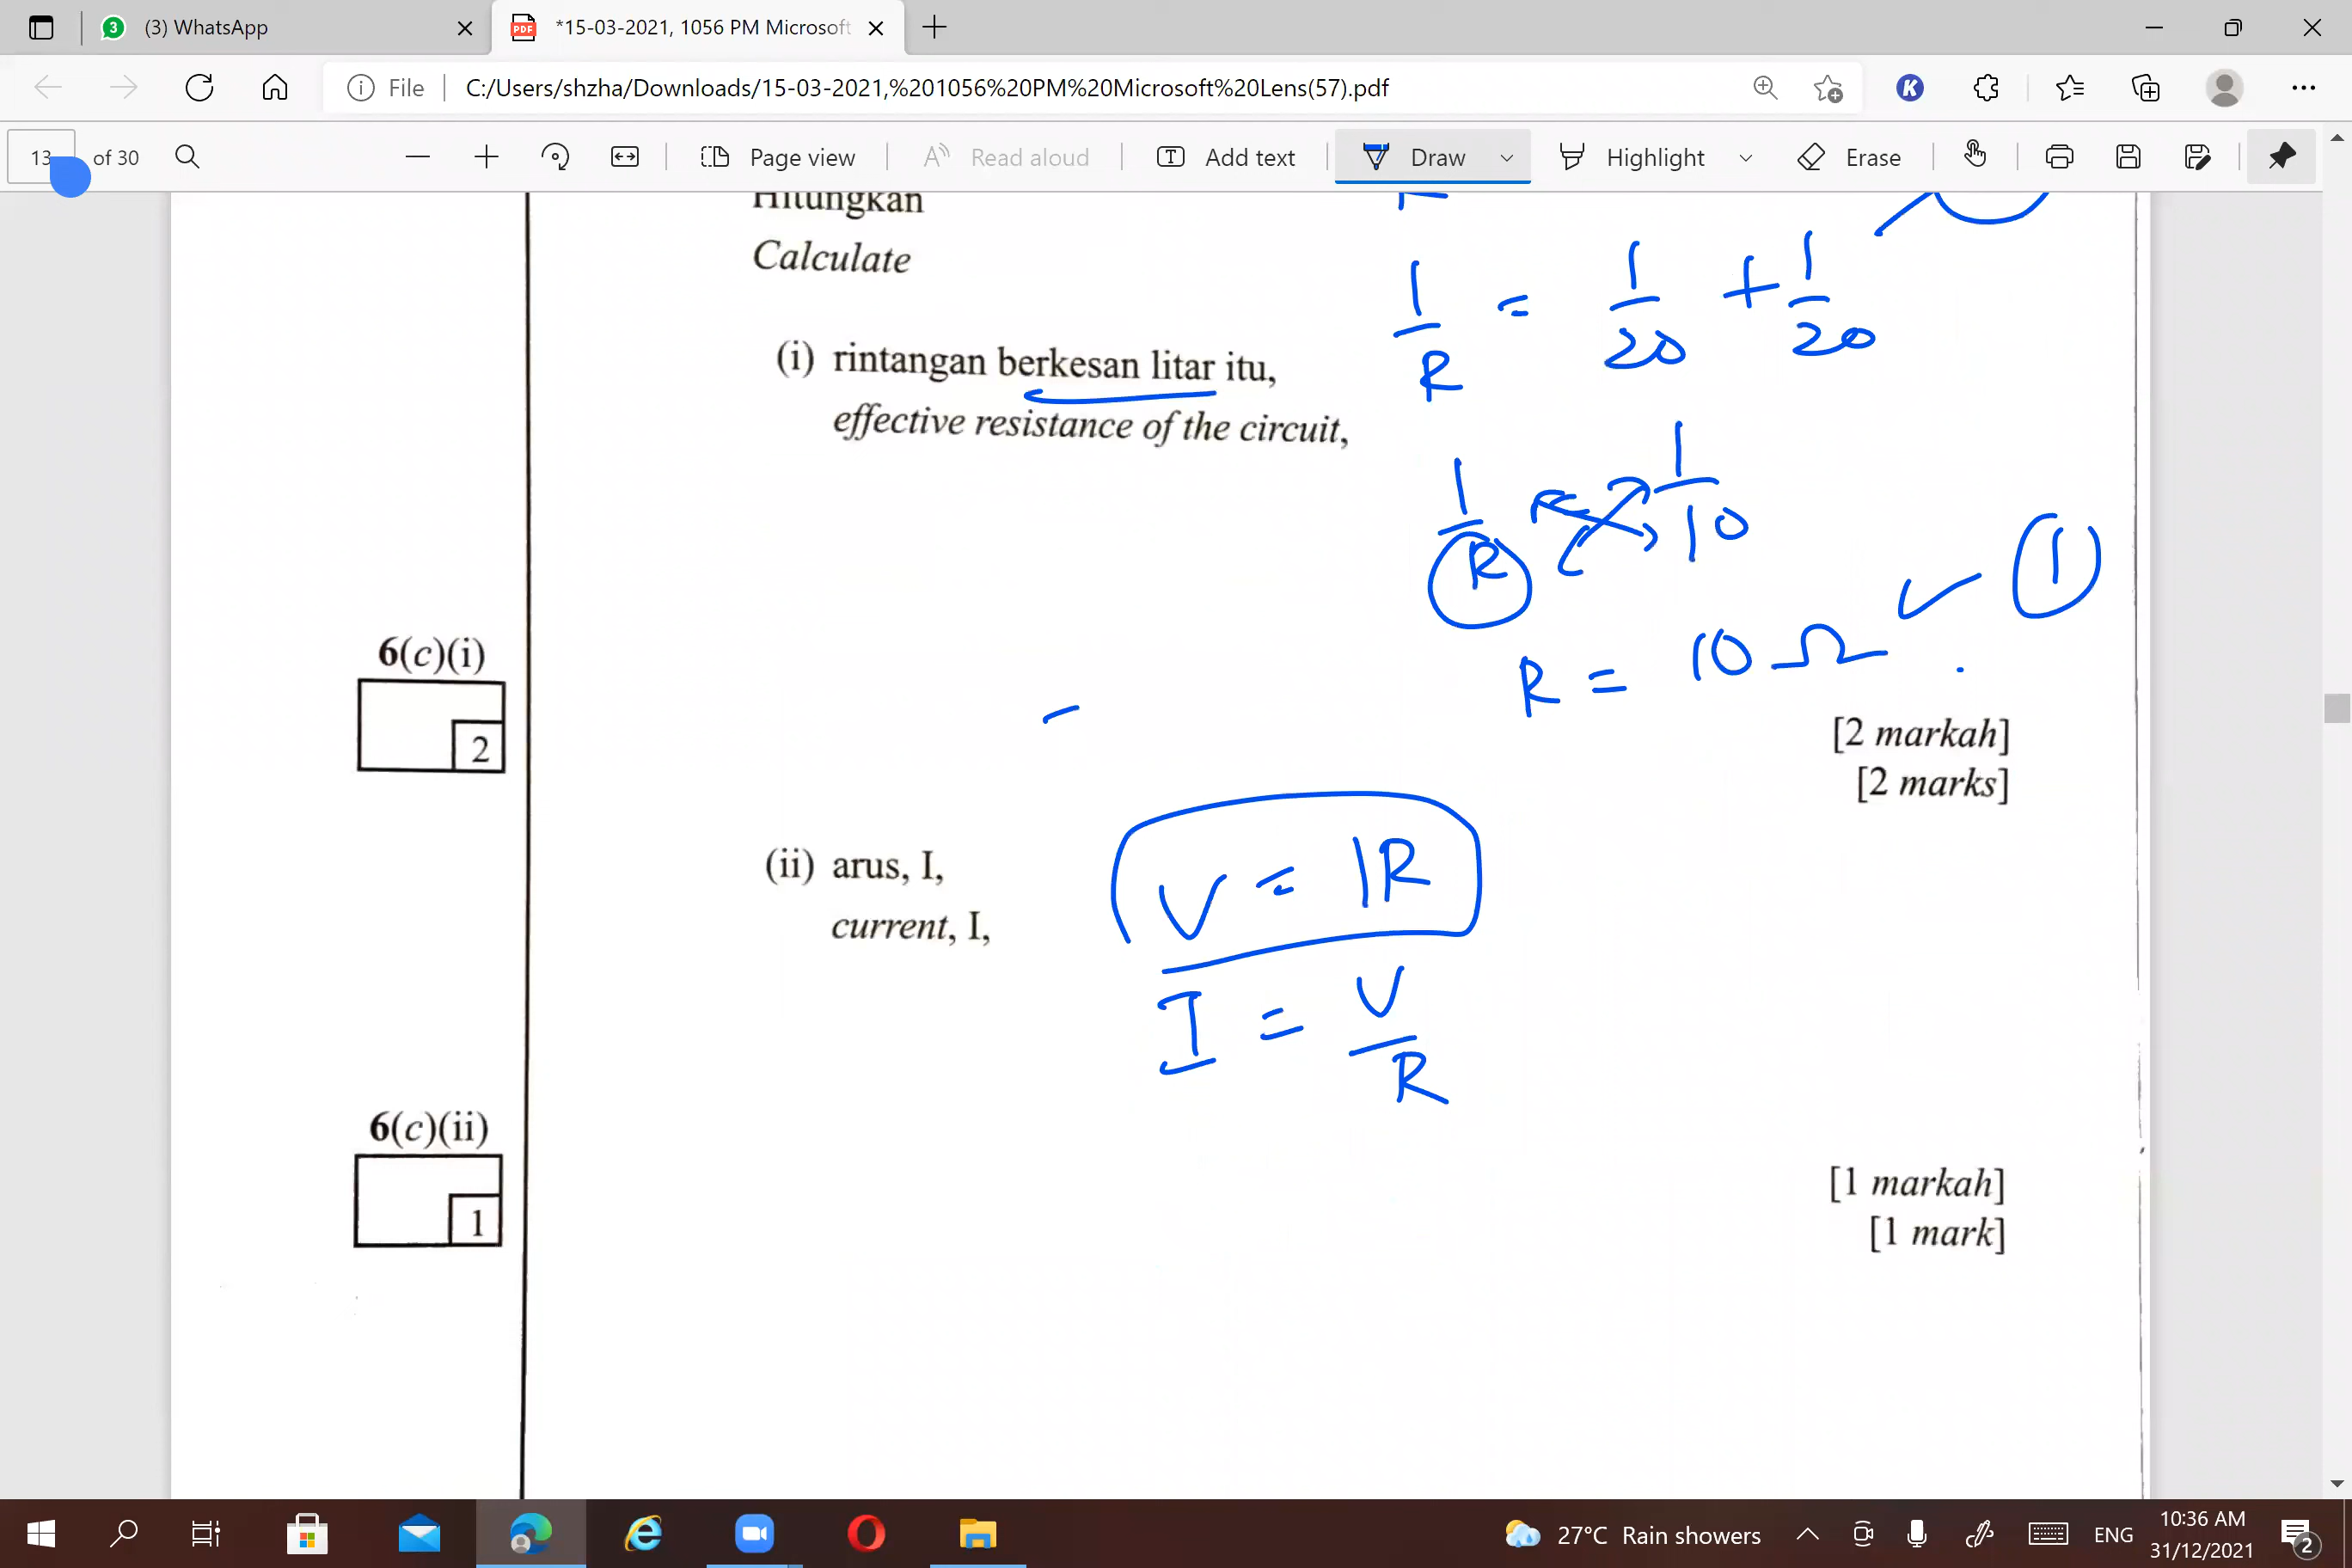 (3) WhatsApp
*15-03-2021, 1056 PM Microsoft
File
C:/Users/shzha/Downloads/15-03-2021,%201056%20PM%20Microsoft%20Lens(57).pdf
13 of 30
Page view
Read aloud
Add text
Draw
Highlight
Erase
Hitungkan
Calculate
1/R = 1/20 + 1/20
(i) rintangan berkesan litar itu,
effective resistance of the circuit,
1/R 1/10
1
R = 10 Ω
6(c)(i)
2
[2 markah]
[2 marks]
(ii) arus, I,
current, I,
V = IR
I = V/R
6(c)(ii)
1
[1 markah]
[1 mark]
27°C Rain showers
ENG
10:36 AM
31/12/2021
2